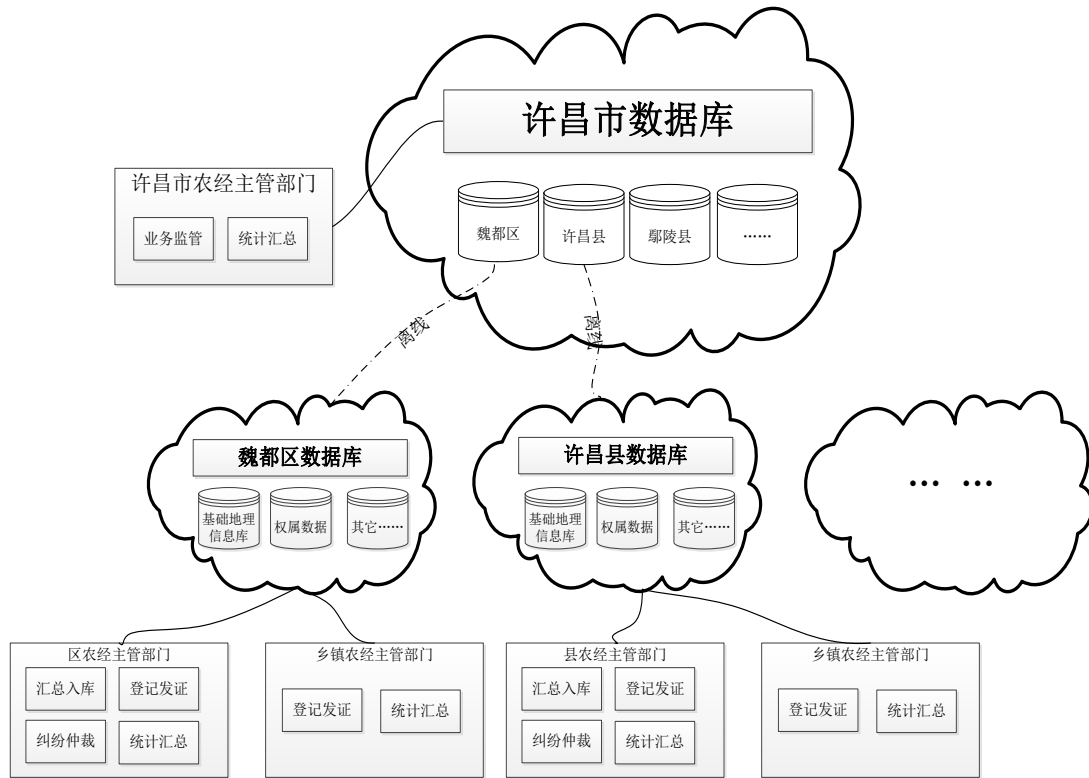 许昌市数据库
许昌市农经主管部门
业务监管
统计汇总
魏都区
许昌县
鄢陵县
……
离线
离线
魏都区数据库
基础地理
信息库
权属数据
其它……
许昌县数据库
基础地理
信息库
权属数据
其它……
… …
区农经主管部门
汇总入库
登记发证
纠纷仲裁
统计汇总
乡镇农经主管部门
登记发证
统计汇总
县农经主管部门
汇总入库
登记发证
纠纷仲裁
统计汇总
乡镇农经主管部门
登记发证
统计汇总